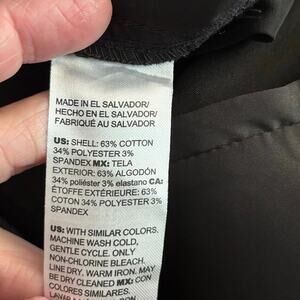 MADE IN EL SALVADOR/
HECHO EN EL SALVADOR/
FABRIQUÉ AU SALVADOR
US: SHELL: 63% COTTON
34% POLYESTER 3%
SPANDEX MX: TELA
EXTERIOR: 63% ALGODÓN
34% poliéster 3% elastano CA:
ÉTOFFE EXTÉRIEURE: 63%
COTON 34% POLYESTER 3%
SPANDEX
US: WITH SIMILAR COLORS.
MACHINE WASH COLD,
GENTLE CYCLE. ONLY
NON-CHLORINE BLEACH.
LINE DRY. WARM IRON. MAY
BE DRY CLEANED MX: CON
COLORES SIMILARES.